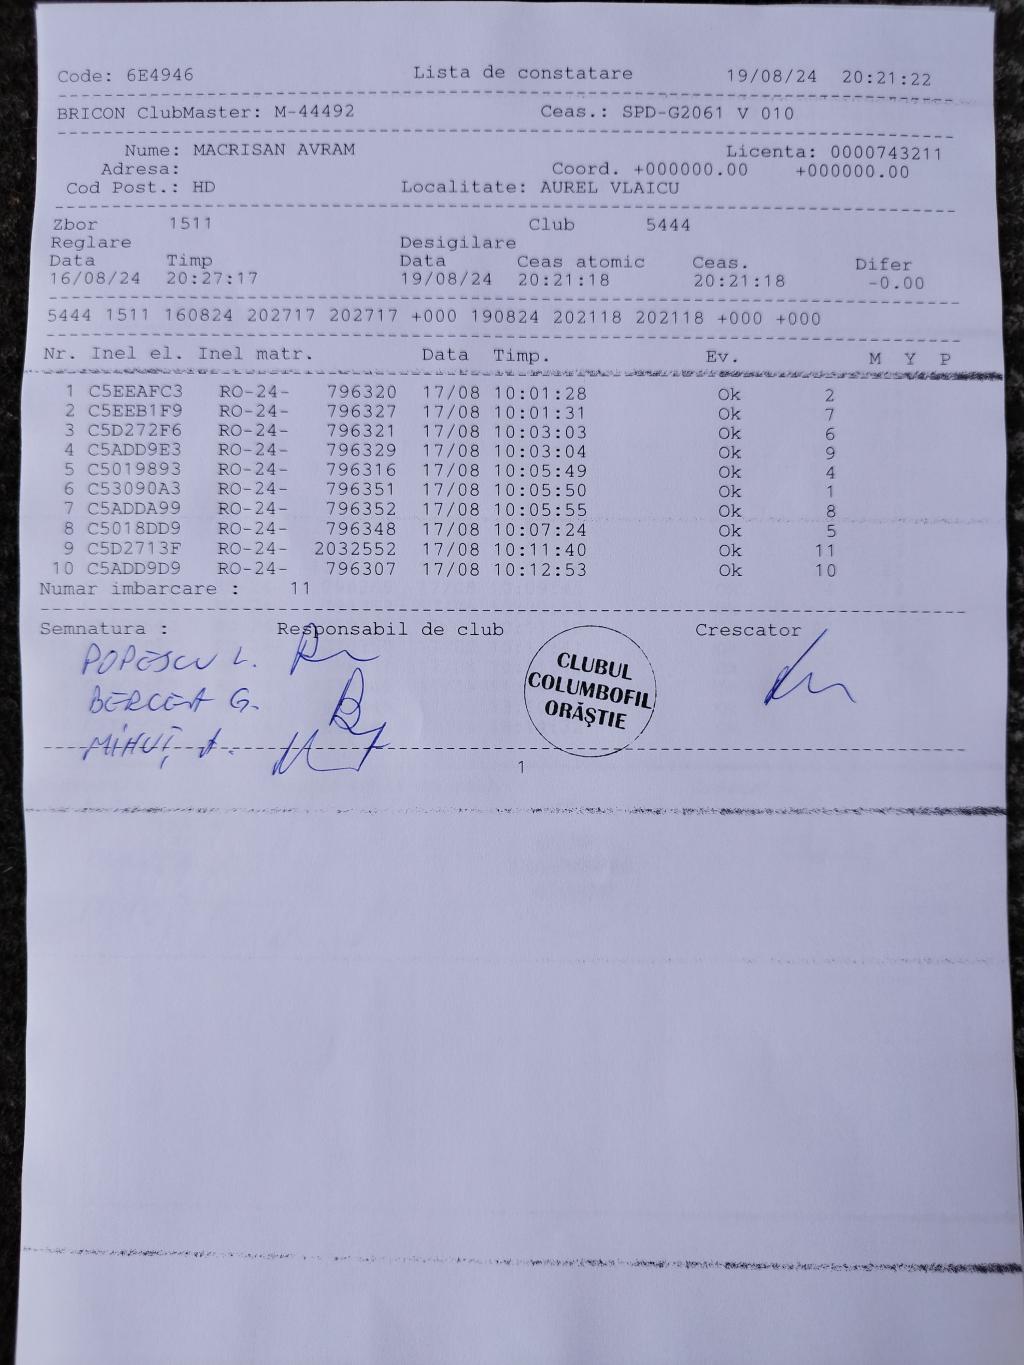 Code: 6E4946 Lista de constatare 19/08/24 20:21:22
BRICON ClubMaster: M-44492 Ceas.: SPD-G2061 V 010
Nume: MACRISAN AVRAM Licenta: 0000743211
Adresa: Coord. +000000.00 +000000.00
Cod Post.: HD Localitate: AUREL VLAICU
Zbor 1511 Club 5444
Reglare Desigilare
Data Timp Data Ceas atomic Ceas. Difer
16/08/24 20:27:17 19/08/24 20:21:18 20:21:18 -0.00
5444 1511 160824 202717 202717 +000 190824 202118 202118 +000 +000
Nr. Inel el. Inel matr. Data Timp. Ev. M Y P
1 C5EEAFC3 RO-24- 796320 17/08 10:01:28 Ok 2
2 C5EEB1F9 RO-24- 796327 17/08 10:01:31 Ok 7
3 C5D272F6 RO-24- 796321 17/08 10:03:03 Ok 6
4 C5ADD9E3 RO-24- 796329 17/08 10:03:04 Ok 9
5 C5019893 RO-24- 796316 17/08 10:05:49 Ok 4
6 C53090A3 RO-24- 796351 17/08 10:05:50 Ok 1
7 C5ADDA99 RO-24- 796352 17/08 10:05:55 Ok 8
8 C5018DD9 RO-24- 796348 17/08 10:07:24 Ok 5
9 C5D2713F RO-24- 2032552 17/08 10:11:40 Ok 11
10 C5ADD9D9 RO-24- 796307 17/08 10:12:53 Ok 10
Numar imbarcare : 11
Semnatura : Responsabil de club Crescator
POPESCU L.
BERCEA G.
MIHUȚ A.
CLUBUL
COLUMBOFIL
ORĂȘTIE
1